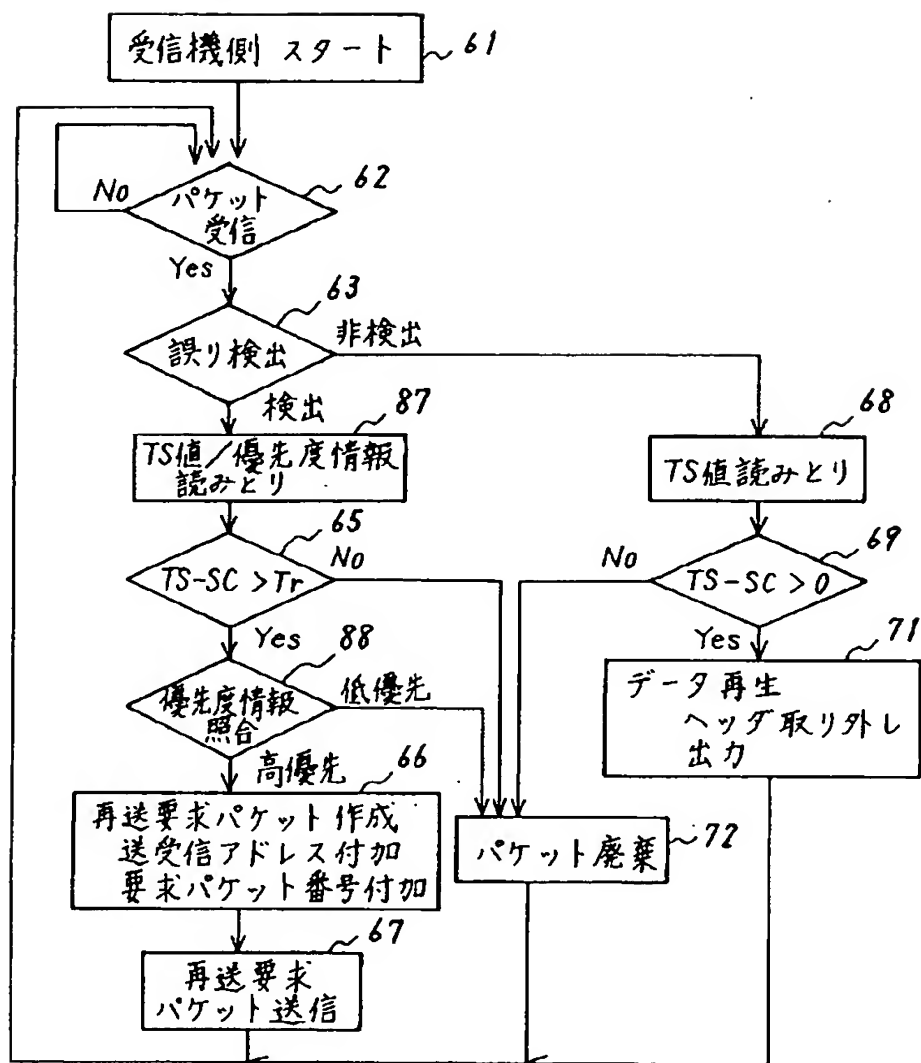 受信機側 スタート
61
No
パケット
受信
62
Yes
63
誤り検出
非検出
検出
87
TS値/優先度情報
読みとり
68
TS値読みとり
65
TS-SC>Tr
No
Yes
69
TS-SC>0
No
Yes
88
優先度情報
照合
低優先
高優先
71
データ再生
ヘッダ取り外し
出力
66
再送要求パケット作成
送受信アドレス付加
要求パケット番号付加
パケット廃棄
72
67
再送要求
パケット送信